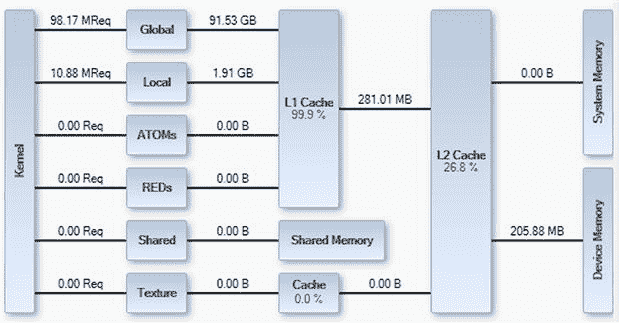 98.17 MReq
Global
91.53 GB
10.88 MReq
Local
1.91 GB
L1 Cache
99.9 %
281.01 MB
0.00 B
System Memory
0.00 Req
ATOMs
0.00 B
Kernel
L2 Cache
26.8 %
0.00 Req
REDs
0.00 B
0.00 Req
Shared
0.00 B
Shared Memory
205.88 MB
Device Memory
0.00 Req
Texture
0.00 B
Cache
0.0 %
0.00 B